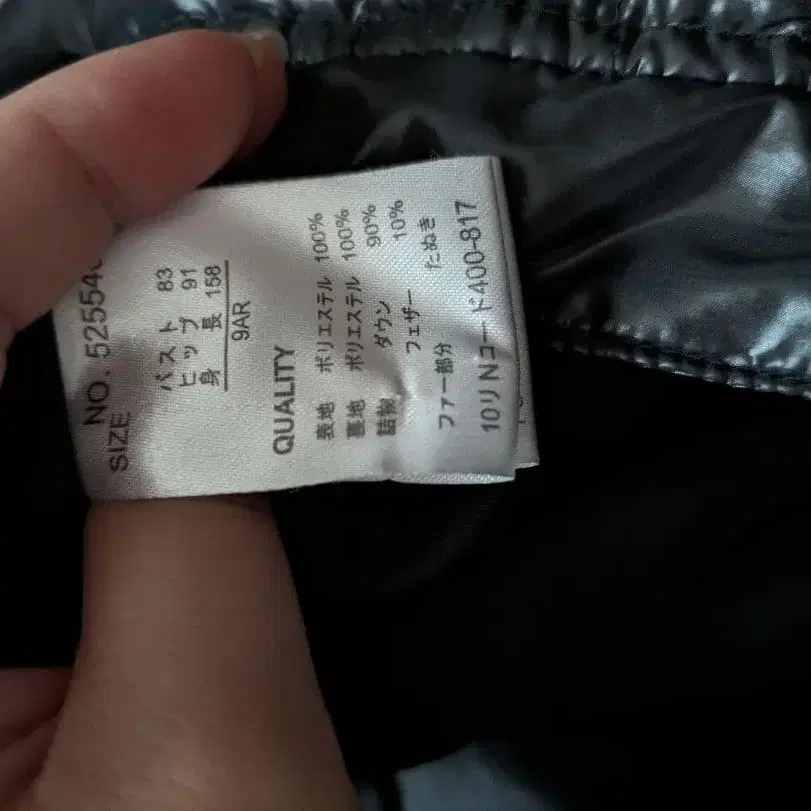 NO. 52554
SIZE
バスト 83
ヒップ 91
身長 158
9AR
QUALITY
表地 ポリエステル 100%
裏地 ポリエステル 100%
詰物 ダウン 90%
フェザー 10%
ファー部分 たぬき
10リNコード400-817